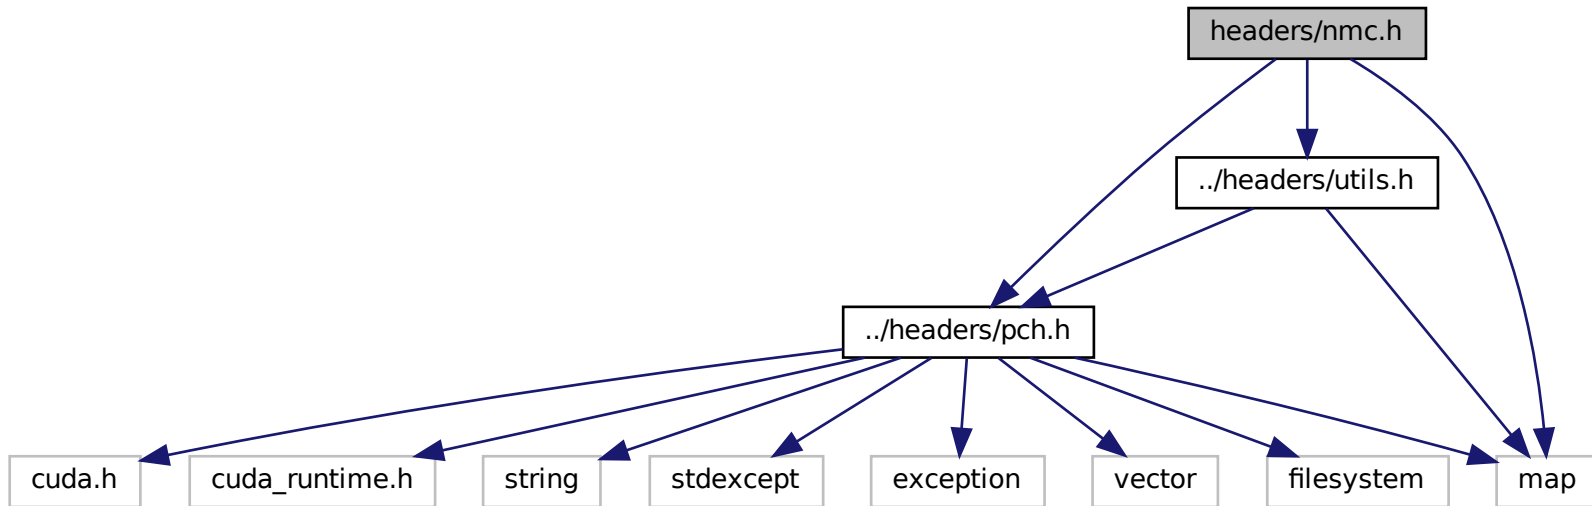 headers/nmc.h
../headers/utils.h
../headers/pch.h
cuda.h
cuda_runtime.h
string
stdexcept
exception
vector
filesystem
map